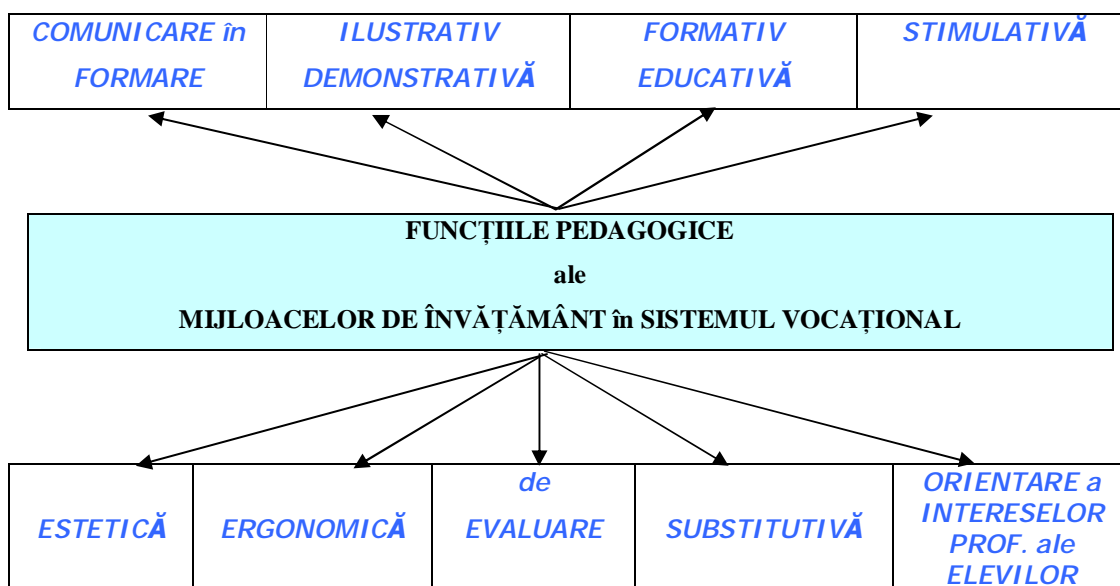 COMUNICARE în
FORMARE
ILUSTRATIV
DEMONSTRATIVĂ
FORMATIV
EDUCATIVĂ
STIMULATIVĂ
FUNCȚIILE PEDAGOGICE
ale
MIJLOACELOR DE ÎNVĂȚĂMÂNT în SISTEMUL VOCAȚIONAL
ESTETICĂ
ERGONOMICĂ
de
EVALUARE
SUBSTITUTIVĂ
ORIENTARE a
INTERESELOR
PROF. ale
ELEVILOR